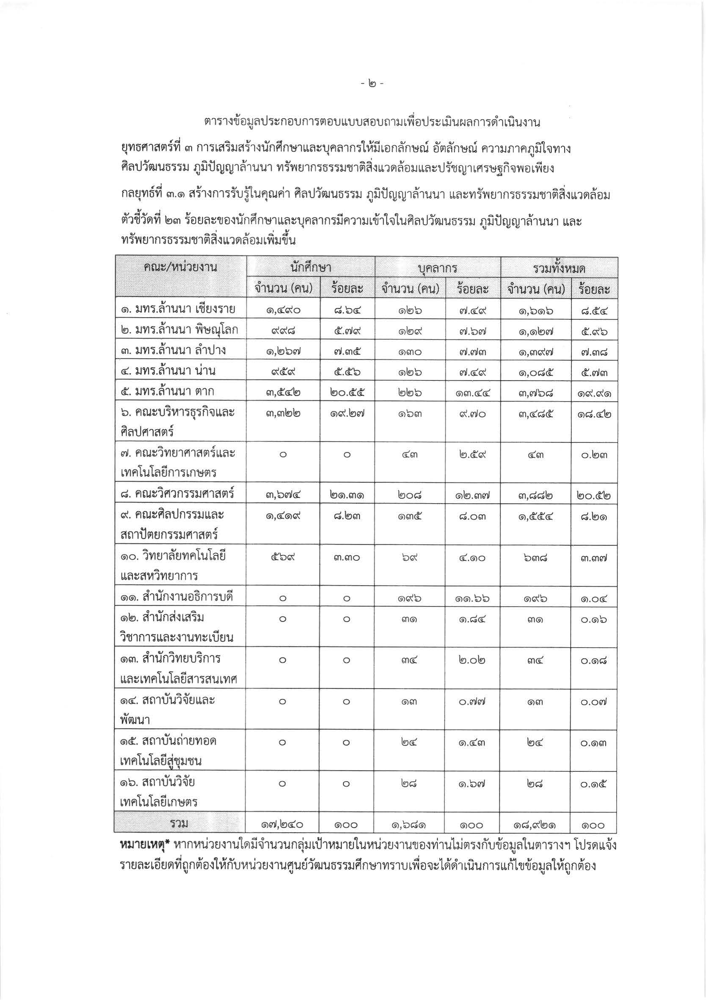 - ๒ -
ตารางข้อมูลประกอบการตอบแบบสอบถามเพื่อประเมินผลการดำเนินงาน
ยุทธศาสตร์ที่ ๓ การเสริมสร้างนักศึกษาและบุคลากรให้มีเอกลักษณ์ อัตลักษณ์ ความภาคภูมิใจทาง
ศิลปวัฒนธรรม ภูมิปัญญาล้านนา ทรัพยากรธรรมชาติสิ่งแวดล้อมและปรัชญาเศรษฐกิจพอเพียง
กลยุทธ์ที่ ๓.๑ สร้างการรับรู้ในคุณค่า ศิลปวัฒนธรรม ภูมิปัญญาล้านนา และทรัพยากรธรรมชาติสิ่งแวดล้อม
ตัวชี้วัดที่ ๒๓ ร้อยละของนักศึกษาและบุคลากรมีความเข้าใจในศิลปวัฒนธรรม ภูมิปัญญาล้านนา และ
ทรัพยากรธรรมชาติสิ่งแวดล้อมเพิ่มขึ้น
คณะ/หน่วยงาน นักศึกษา บุคลากร รวมทั้งหมด
จำนวน (คน) ร้อยละ จำนวน (คน) ร้อยละ จำนวน (คน) ร้อยละ
๑. มทร.ล้านนา เชียงราย ๑,๔๙๐ ๘.๖๔ ๑๒๖ ๗.๔๙ ๑,๖๑๖ ๘.๕๔
๒. มทร.ล้านนา พิษณุโลก ๙๙๘ ๕.๗๙ ๑๒๙ ๗.๖๗ ๑,๑๒๗ ๕.๙๖
๓. มทร.ล้านนา ลำปาง ๑,๒๖๗ ๗.๓๕ ๑๓๐ ๗.๗๓ ๑,๓๙๗ ๗.๓๘
๔. มทร.ล้านนา น่าน ๙๕๙ ๕.๕๖ ๑๒๖ ๗.๔๙ ๑,๐๘๕ ๕.๗๓
๕. มทร.ล้านนา ตาก ๓,๕๔๒ ๒๐.๕๕ ๒๒๖ ๑๓.๔๔ ๓,๗๖๘ ๑๙.๙๑
๖. คณะบริหารธุรกิจและ ๓,๓๒๒ ๑๙.๒๗ ๑๖๓ ๙.๗๐ ๓,๔๘๕ ๑๘.๔๒
ศิลปศาสตร์
๗. คณะวิทยาศาสตร์และ ๐ ๐ ๔๓ ๒.๕๙ ๔๓ ๐.๒๓
เทคโนโลยีการเกษตร
๘. คณะวิศวกรรมศาสตร์ ๓,๖๗๔ ๒๑.๓๑ ๒๐๘ ๑๒.๓๗ ๓,๘๘๒ ๒๐.๕๒
๙. คณะศิลปกรรมและ ๑,๔๑๙ ๘.๒๓ ๑๓๕ ๘.๐๓ ๑,๕๕๔ ๘.๒๑
สถาปัตยกรรมศาสตร์
๑๐. วิทยาลัยทคโนโลยี ๕๖๙ ๓.๓๐ ๖๙ ๔.๑๐ ๖๓๘ ๓.๓๗
และสหวิทยาการ
๑๑. สำนักงานอธิการบดี ๐ ๐ ๑๙๖ ๑๑.๖๖ ๑๙๖ ๑.๐๔
๑๒. สำนักส่งเสริม ๐ ๐ ๓๑ ๑.๘๔ ๓๑ ๐.๑๖
วิชาการและงานทะเบียน
๑๓. สำนักวิทยบริการ ๐ ๐ ๓๔ ๒.๐๒ ๓๔ ๐.๑๘
และเทคโนโลยีสารสนเทศ
๑๔. สถาบันวิจัยและ ๐ ๐ ๑๓ ๐.๗๗ ๑๓ ๐.๐๗
พัฒนา
๑๕. สถาบันถ่ายทอด ๐ ๐ ๒๔ ๑.๔๓ ๒๔ ๐.๑๓
เทคโนโลยีสู่ชุมชน
๑๖. สถาบันวิจัย ๐ ๐ ๒๘ ๑.๖๗ ๒๘ ๐.๑๕
เทคโนโลยีเกษตร
รวม ๑๗,๒๔๐ ๑๐๐ ๑,๖๘๑ ๑๐๐ ๑๘,๙๒๑ ๑๐๐
หมายเหตุ* หากหน่วยงานใดมีจำนวนกลุ่มเป้าหมายในหน่วยงานของท่านไม่ตรงกับข้อมูลในตารางฯ โปรดแจ้ง
รายละเอียดที่ถูกต้องให้กับหน่วยงานศูนย์วัฒนธรรมศึกษาทราบเพื่อจะได้ดำเนินการแก้ไขข้อมูลให้ถูกต้อง